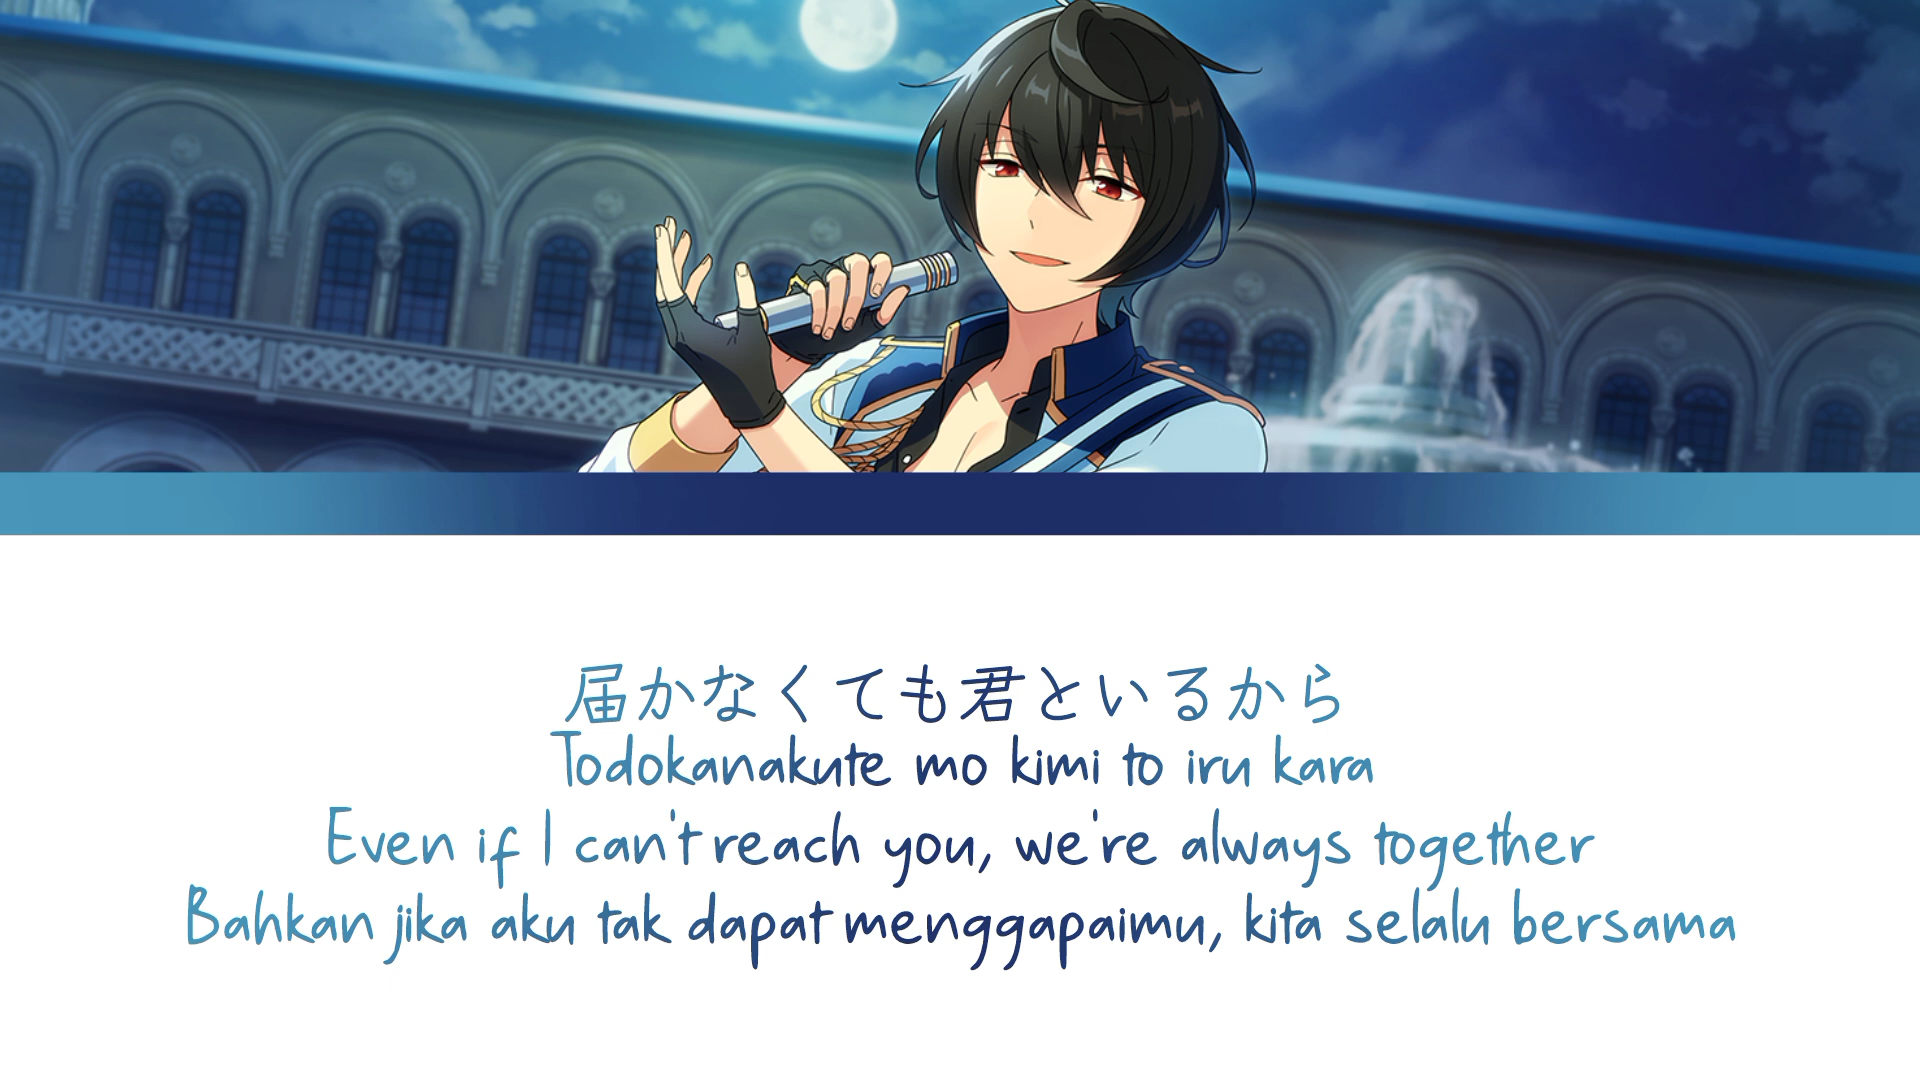 届かなくても君といるから
Todokanakute mo kimi to iru kara
Even if I can't reach you, we're always together
Bahkan jika aku tak dapat menggapaimu, kita selalu bersama